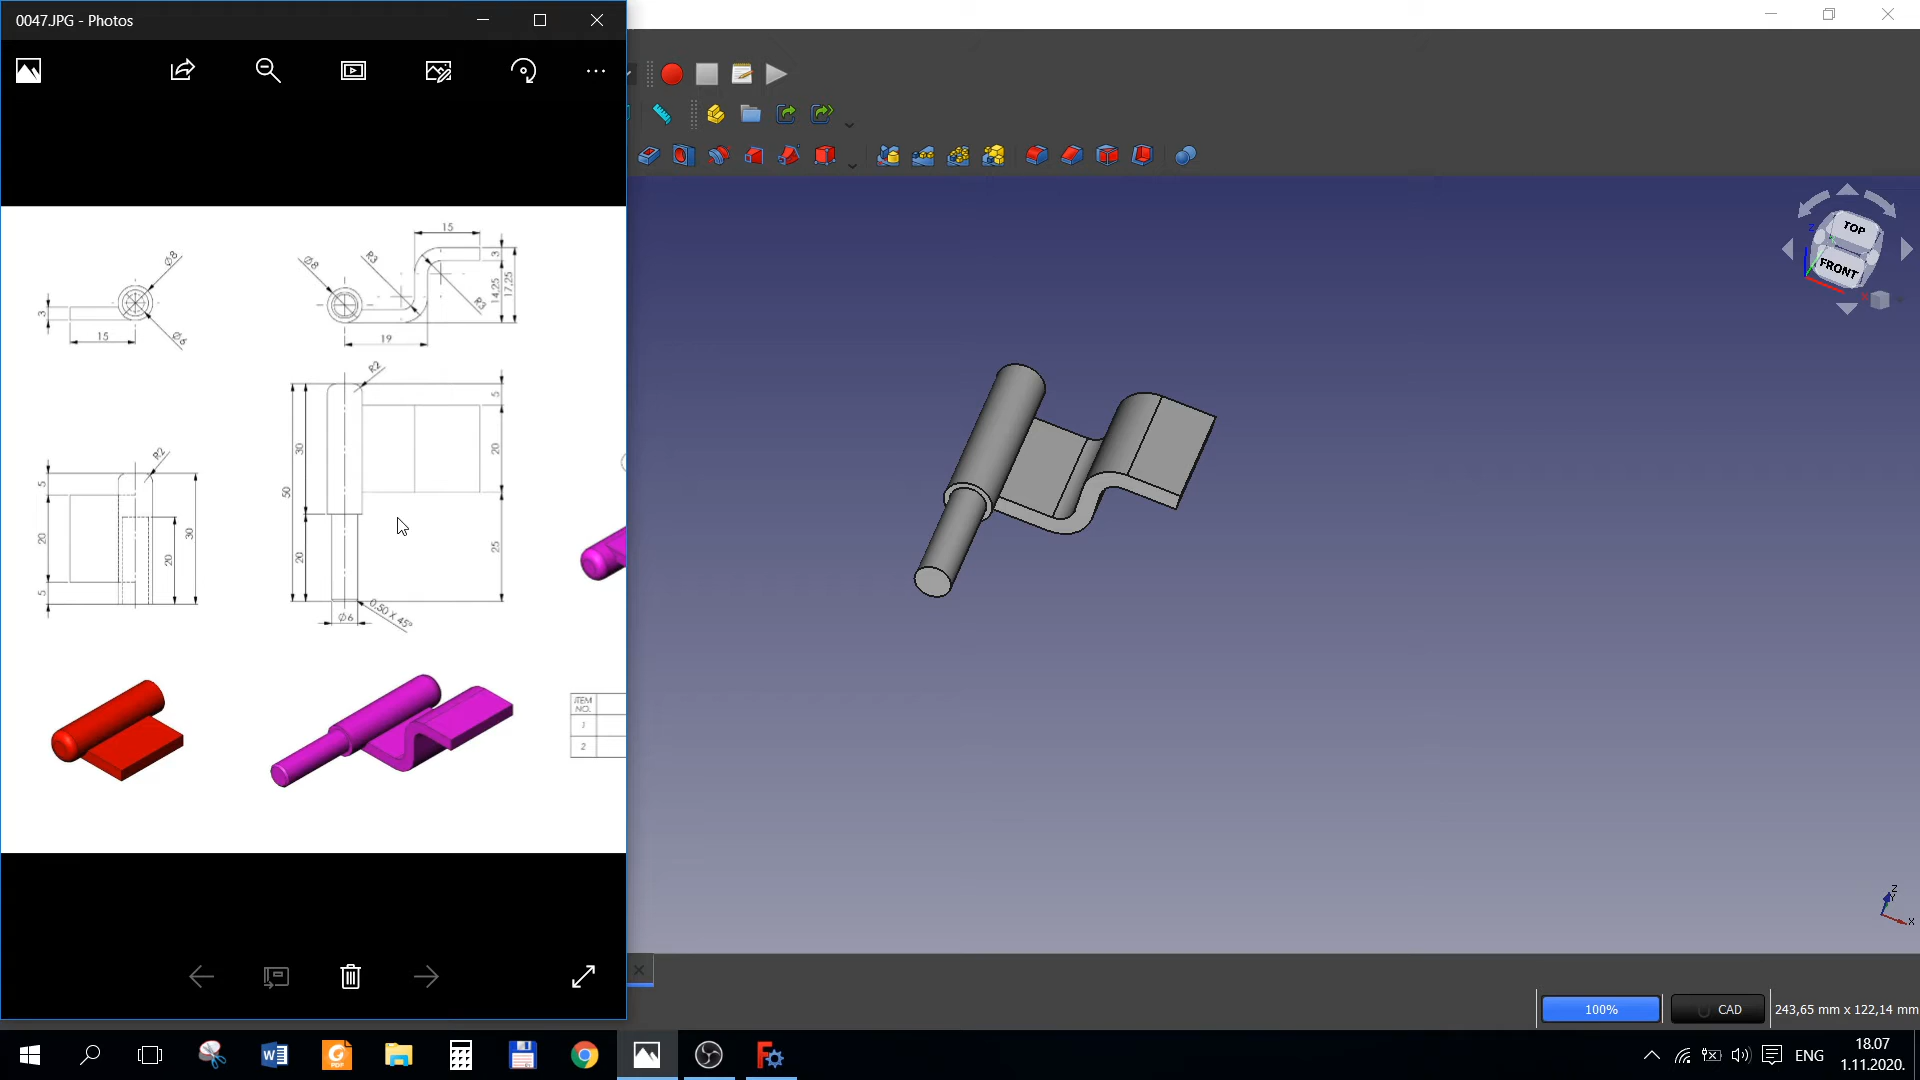 0047.JPG - Photos
15
Ø8
Ø8
R3
3
14,25
17,25
3
Ø6
R3
15
19
R2
5
R2
30
20
5
50
20
30
20
20
25
5
0.50 X 45°
Ø6
ITEM
NO.
1
2
TOP
FRONT
Z
X
Z
Y
X
100%
CAD
243,65 mm x 122,14 mm
PDF
ENG
18.07
1.11.2020.